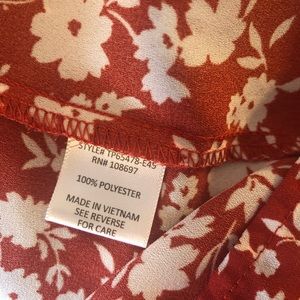 STYLE# TP65478-E45
RN# 108697
100% POLYESTER
MADE IN VIETNAM
SEE REVERSE
FOR CARE